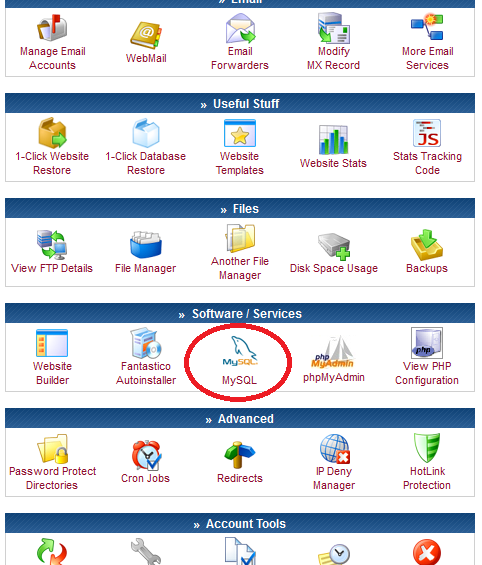 » Email
Manage Email
Accounts
WebMail
Email
Forwarders
Modify
MX Record
More Email
Services
» Useful Stuff
1-Click Website
Restore
1-Click Database
Restore
Website
Templates
Website Stats
JS
Stats Tracking
Code
» Files
View FTP Details
File Manager
Another File
Manager
Disk Space Usage
Backups
» Software / Services
Website
Builder
Fantastico
Autoinstaller
MySQL
MySQL
php
MyAdmin
phpMyAdmin
php
View PHP
Configuration
» Advanced
Password Protect
Directories
Cron Jobs
Redirects
IP Deny
Manager
HotLink
Protection
» Account Tools